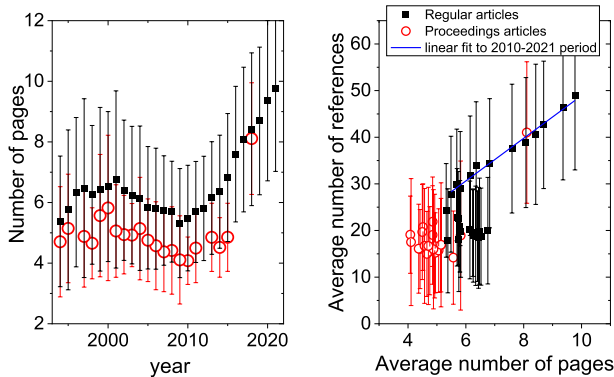 Number of pages
12
10
8
6
4
2
2000
2010
2020
year
Regular articles
Proceedings articles
linear fit to 2010-2021 period
Average number of references
60
50
40
30
20
10
0
4
6
8
10
Average number of pages